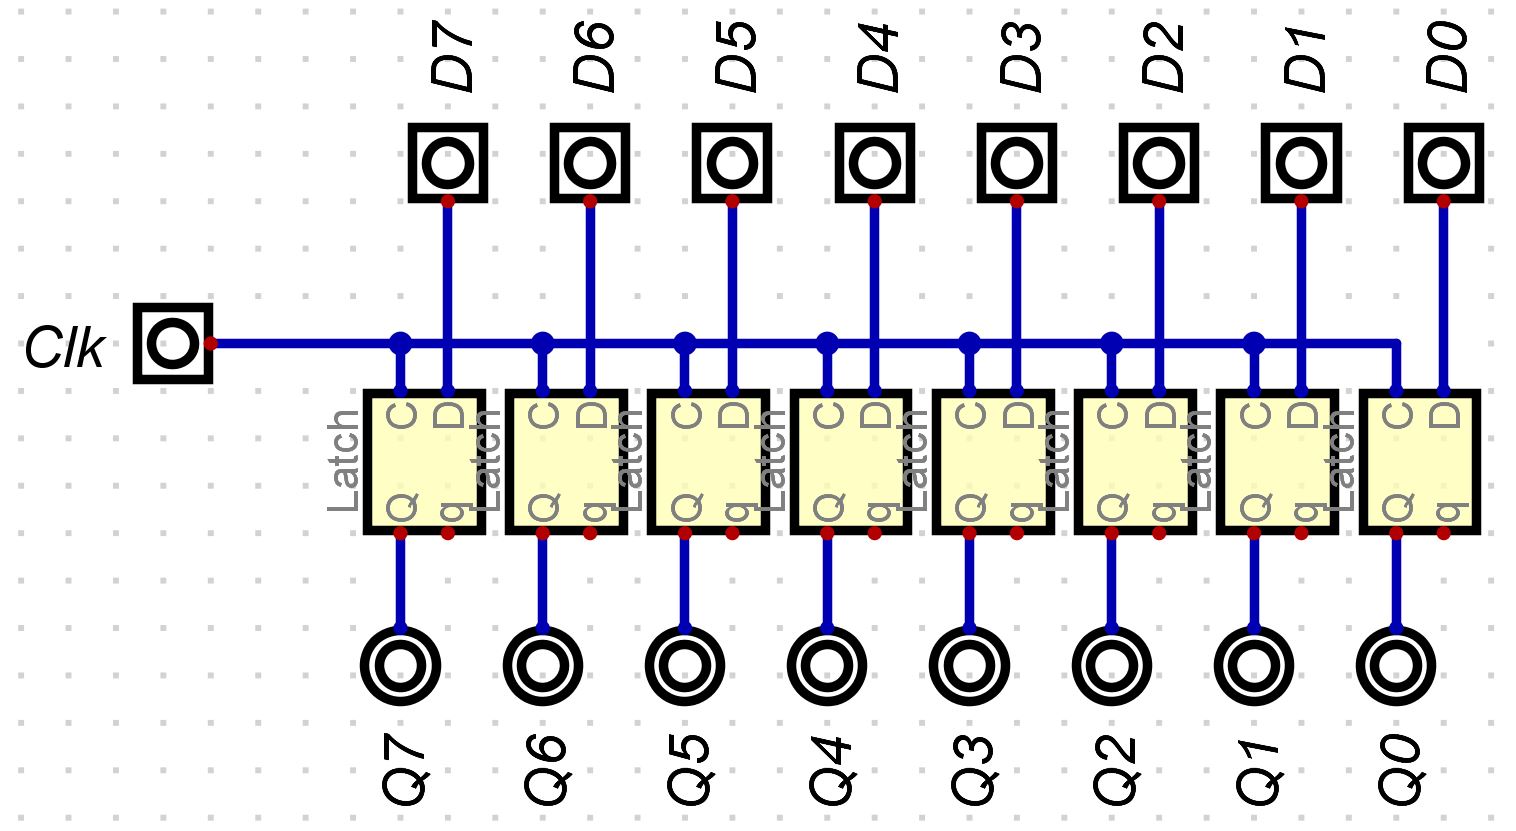 D7 D6 D5 D4 D3 D2 D1 D0
Clk
C D C D C D C D C D C D C D C D
Latch Latch Latch Latch Latch Latch Latch Latch
Q q Q q Q q Q q Q q Q q Q q Q q
Q7 Q6 Q5 Q4 Q3 Q2 Q1 Q0